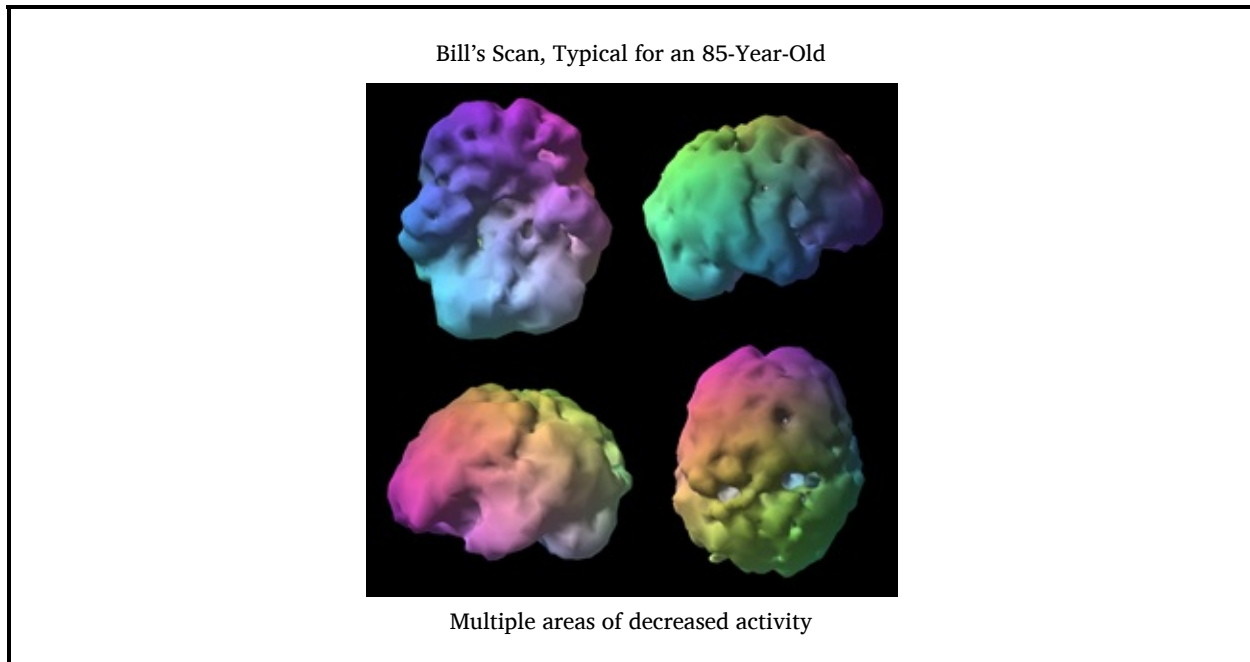 Bill’s Scan, Typical for an 85-Year-Old
Multiple areas of decreased activity